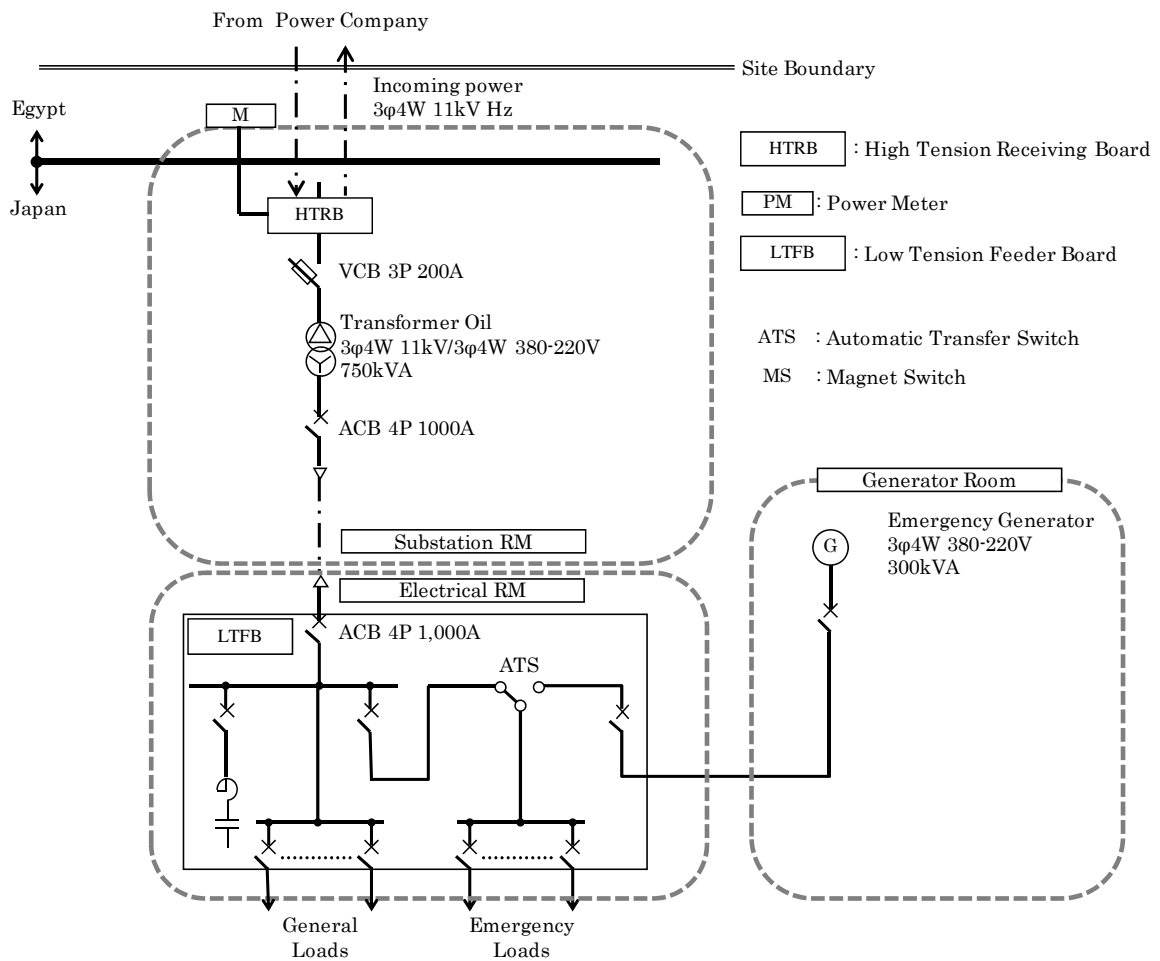 From Power Company
Site Boundary
Incoming power
3φ4W 11kV Hz
Egypt
M
Japan
HTRB
HTRB : High Tension Receiving Board
PM : Power Meter
LTFB : Low Tension Feeder Board
VCB 3P 200A
Transformer Oil
3φ4W 11kV/3φ4W 380-220V
750kVA
ATS : Automatic Transfer Switch
MS : Magnet Switch
ACB 4P 1000A
Substation RM
Generator Room
Emergency Generator
3φ4W 380-220V
300kVA
G
Electrical RM
LTFB
ACB 4P 1,000A
ATS
General
Loads
Emergency
Loads